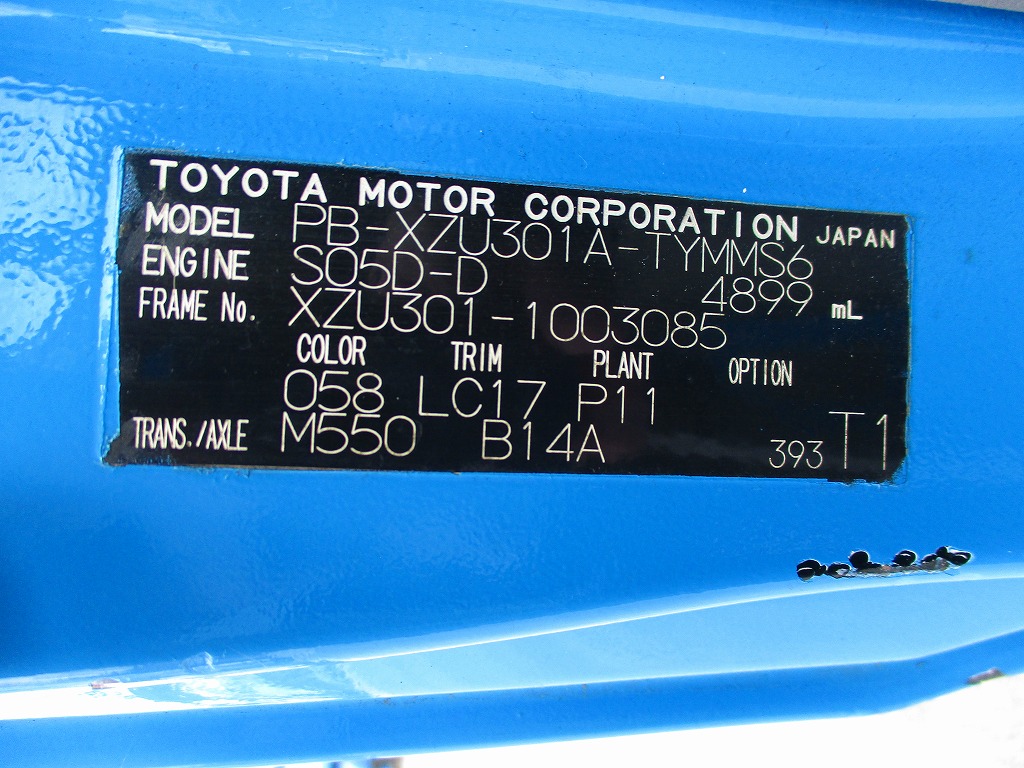 TOYOTA MOTOR CORPORATION JAPAN
MODEL PB-XZU301A-TYMMS6
ENGINE S05D-D 4899 mL
FRAME No. XZU301-1003085
COLOR TRIM PLANT OPTION
058 LC17 P11
TRANS./AXLE M550 B14A 393 T1